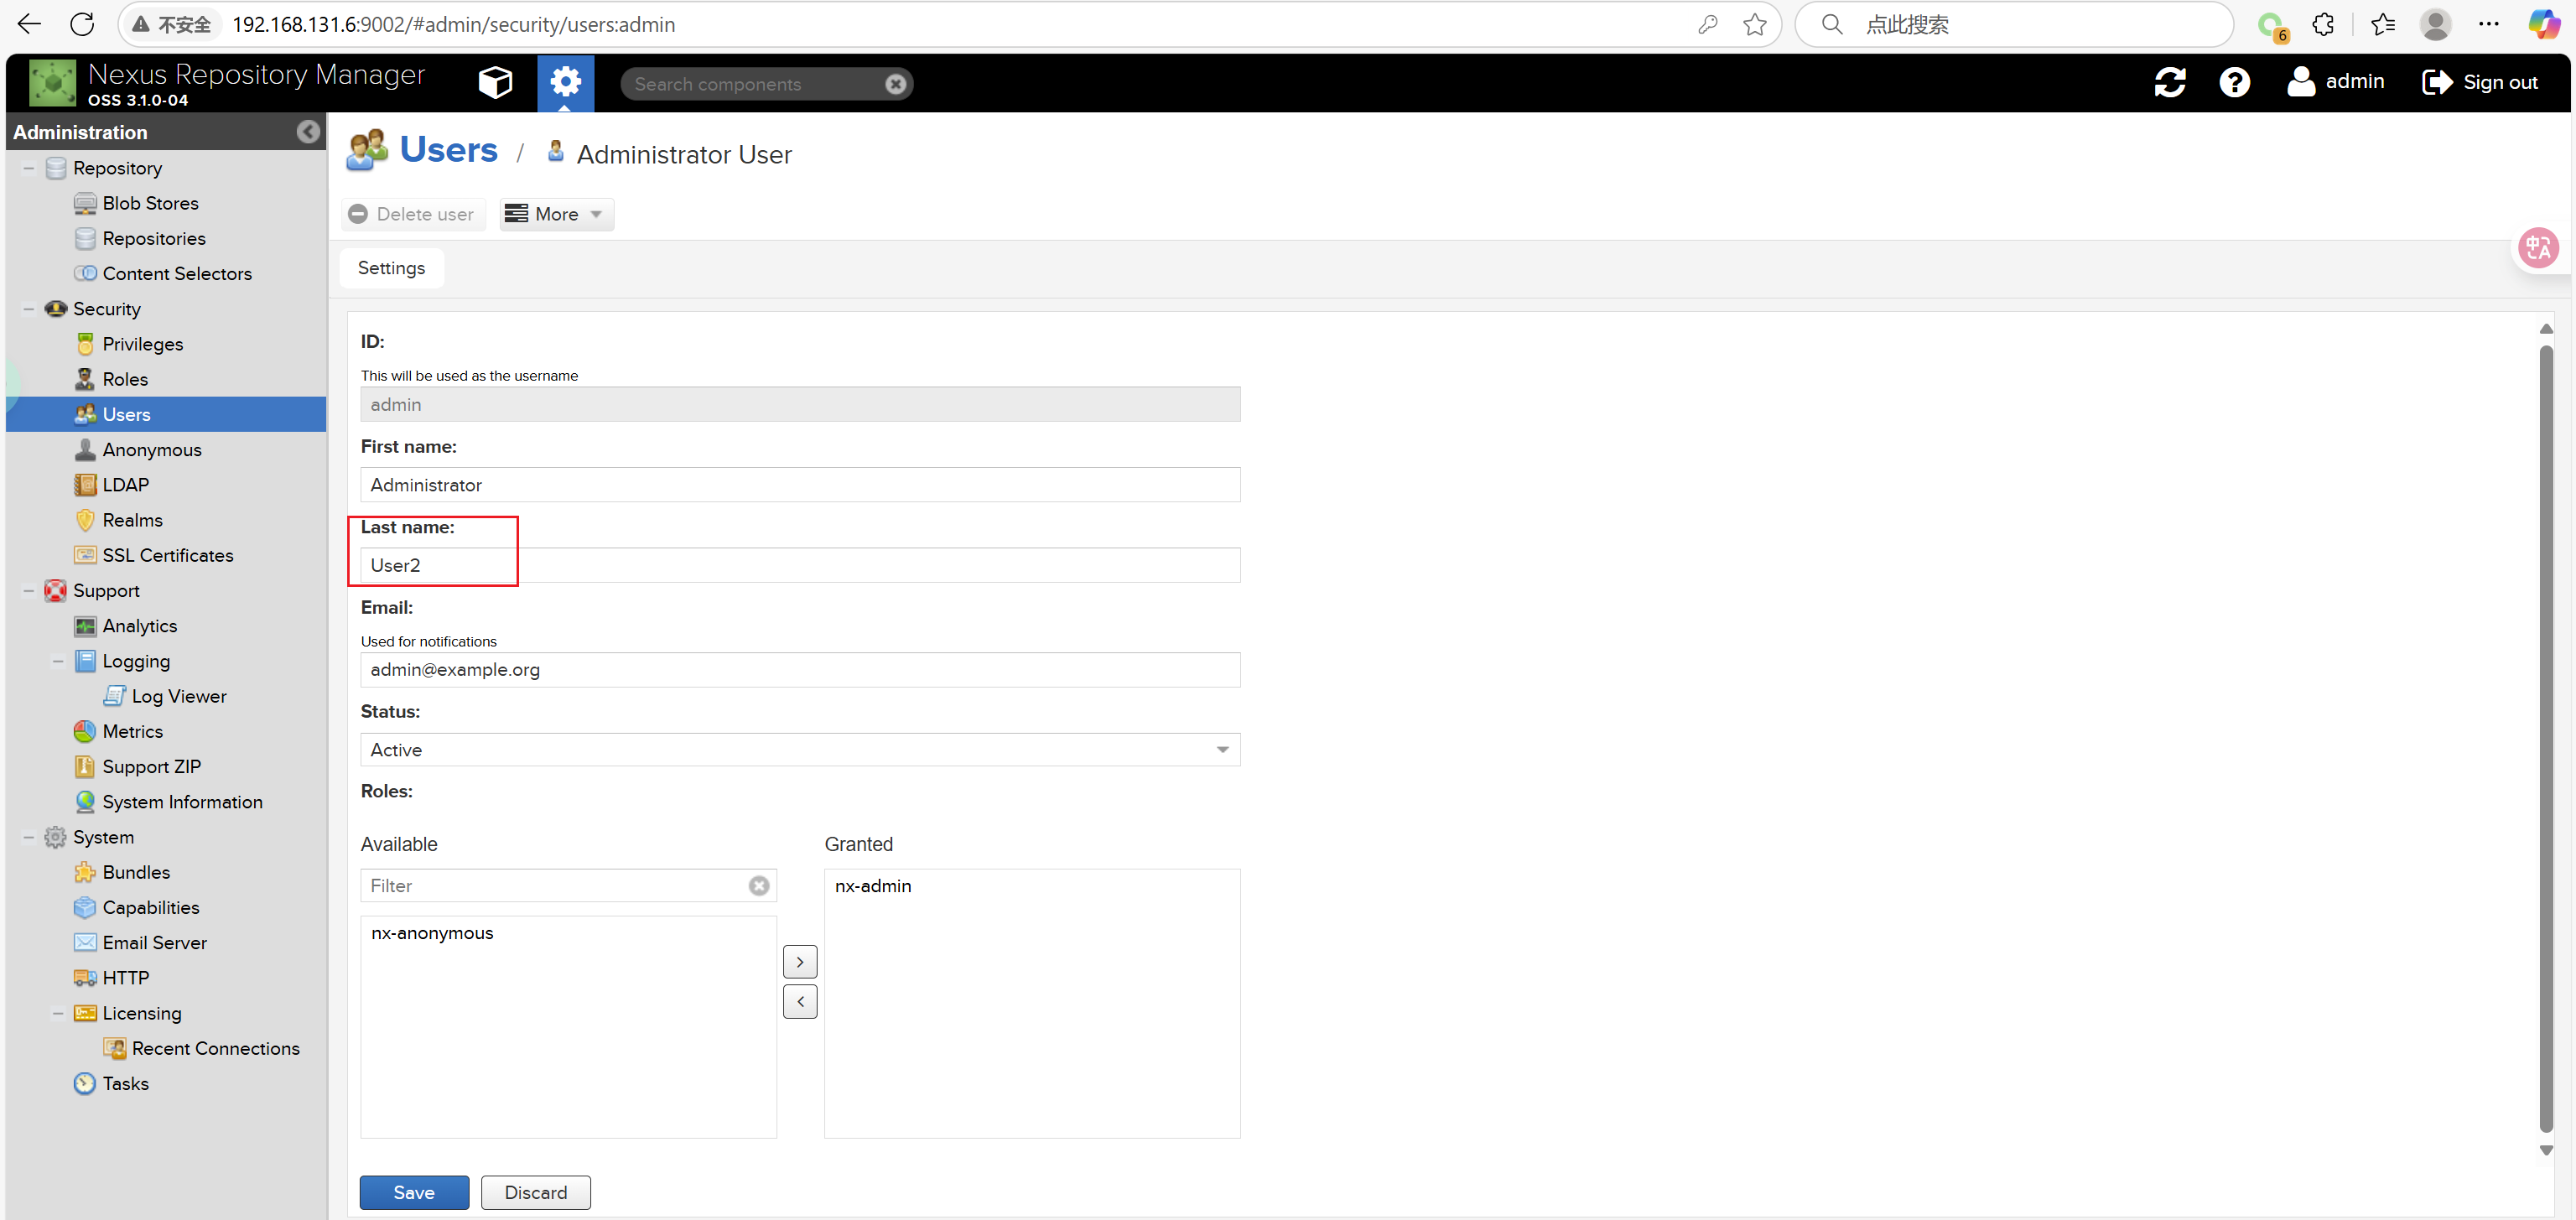 不安全 192.168.131.6:9002/#admin/security/users:admin 点此搜索 6
Nexus Repository Manager
OSS 3.1.0-04
Search components
admin Sign out
Administration
Repository
Blob Stores
Repositories
Content Selectors
Security
Privileges
Roles
Users
Anonymous
LDAP
Realms
SSL Certificates
Support
Analytics
Logging
Log Viewer
Metrics
Support ZIP
System Information
System
Bundles
Capabilities
Email Server
HTTP
Licensing
Recent Connections
Tasks
Users / Administrator User
Delete user More
中A
Settings
ID:
This will be used as the username
admin
First name:
Administrator
Last name:
User2
Email:
Used for notifications
admin@example.org
Status:
Active
Roles:
Available Granted
Filter
nx-admin
nx-anonymous
Save Discard